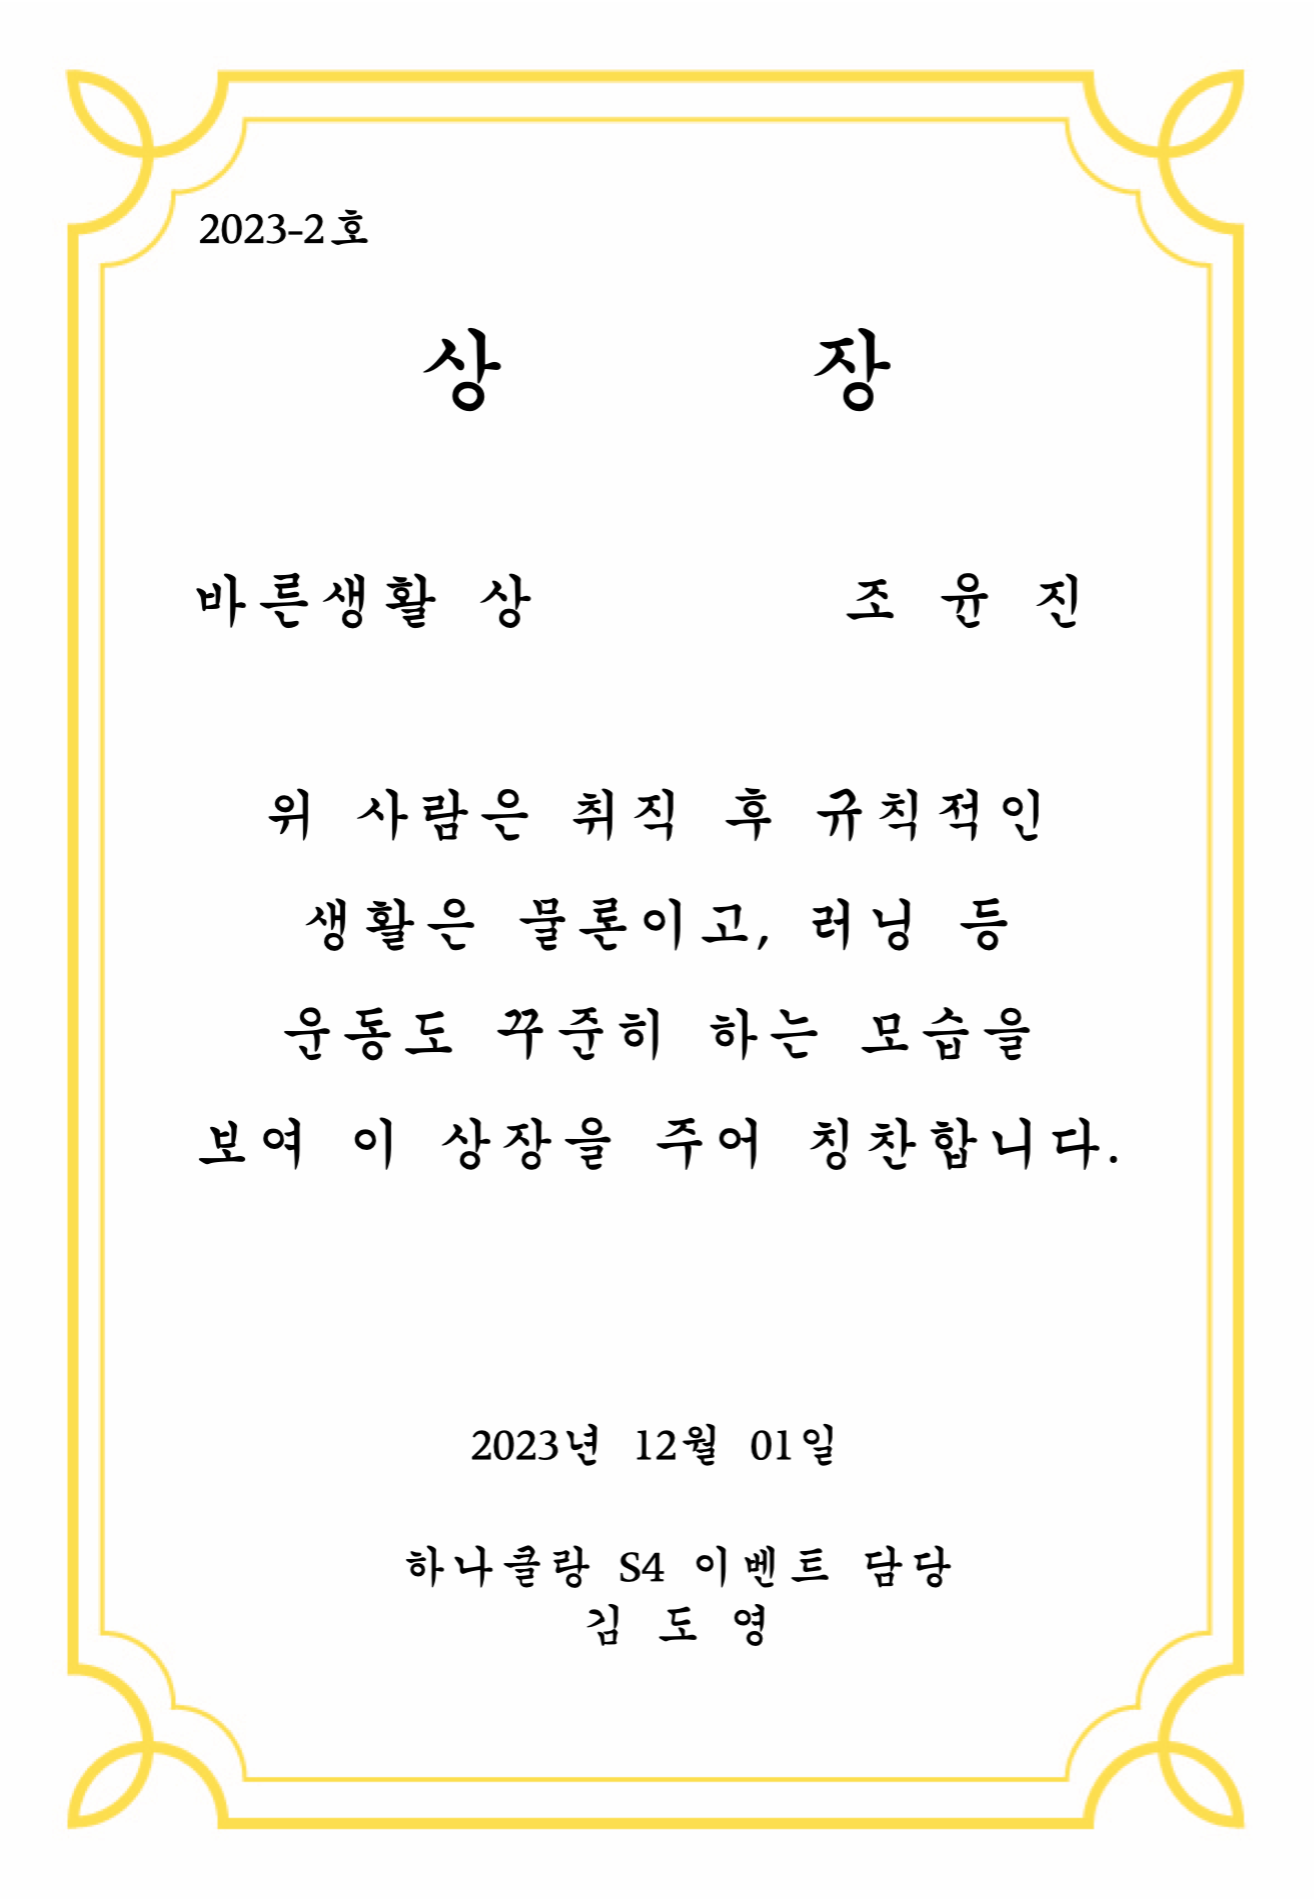 2023-2호
상 장
바른생활 상 조 윤 진
위 사람은 취직 후 규칙적인
생활은 물론이고, 러닝 등
운동도 꾸준히 하는 모습을
보여 이 상장을 주어 칭찬합니다.
2023년 12월 01일
하나클랑 S4 이벤트 담당
김 도 영